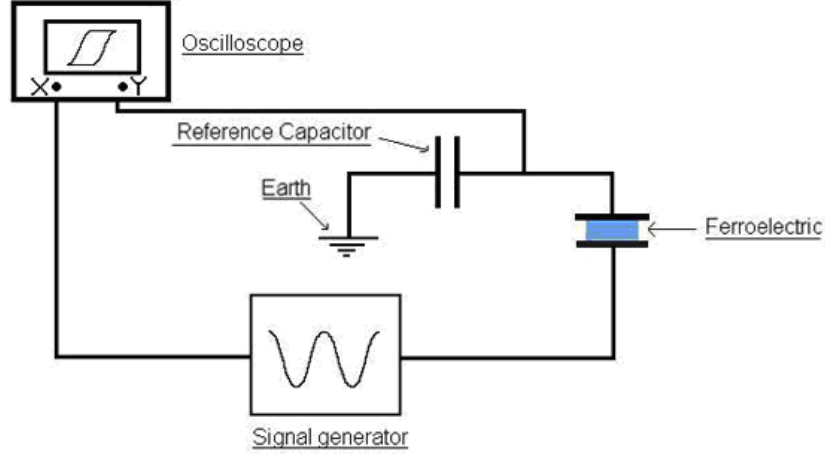 Oscilloscope
X Y
Reference Capacitor
Earth
Ferroelectric
Signal generator